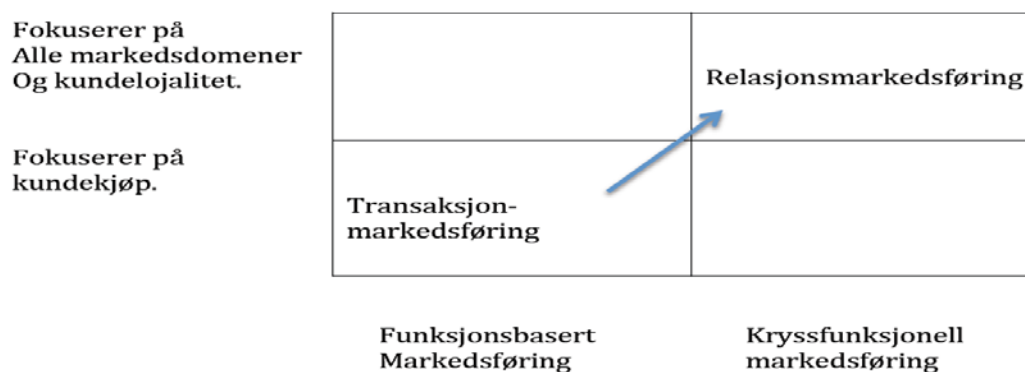 Fokuserer på
Alle markedsdomener
Og kundelojalitet.
Relasjonsmarkedsføring
Fokuserer på
kundekjøp.
Transaksjon-
markedsføring
Funksjonsbasert
Markedsføring
Kryssfunksjonell
markedsføring